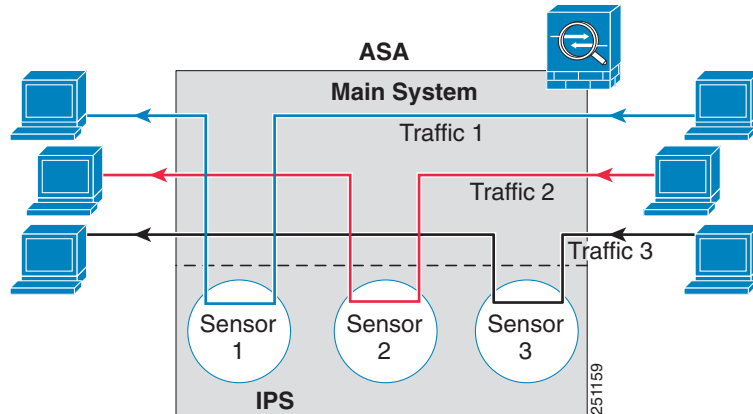 ASA
Main System
Traffic 1
Traffic 2
Traffic 3
Sensor
1
Sensor
2
Sensor
3
IPS
251159